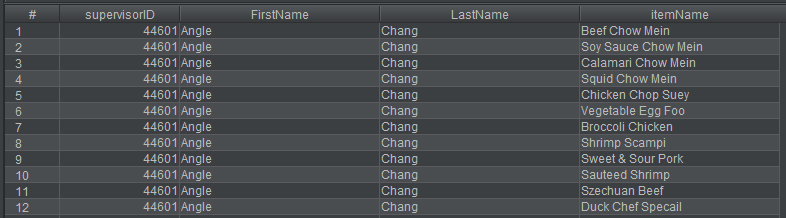 # supervisorID FirstName LastName itemName
1 44601 Angle Chang Beef Chow Mein
2 44601 Angle Chang Soy Sauce Chow Mein
3 44601 Angle Chang Calamari Chow Mein
4 44601 Angle Chang Squid Chow Mein
5 44601 Angle Chang Chicken Chop Suey
6 44601 Angle Chang Vegetable Egg Foo
7 44601 Angle Chang Broccoli Chicken
8 44601 Angle Chang Shrimp Scampi
9 44601 Angle Chang Sweet & Sour Pork
10 44601 Angle Chang Sauteed Shrimp
11 44601 Angle Chang Szechuan Beef
12 44601 Angle Chang Duck Chef Specail